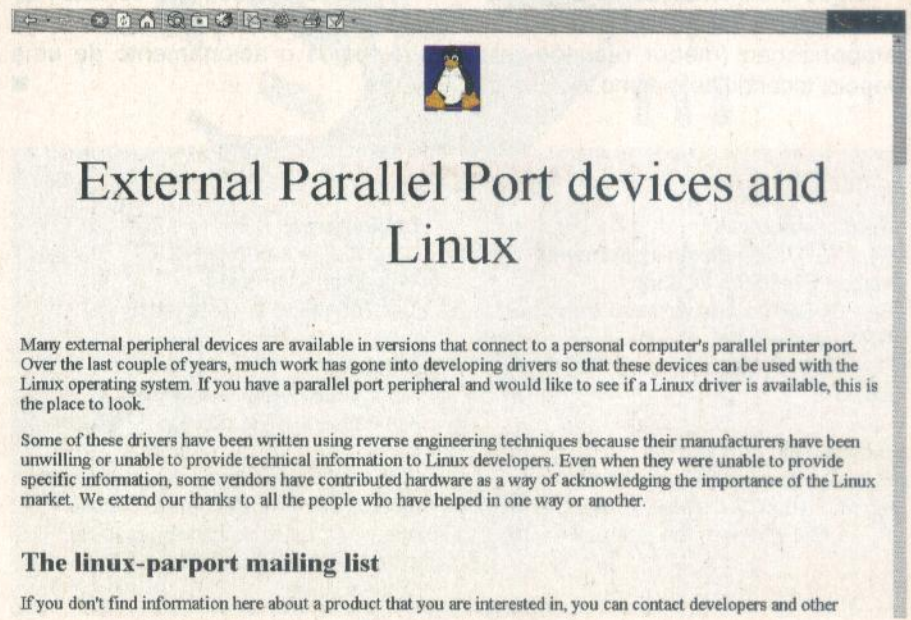 External Parallel Port devices and
Linux
Many external peripheral devices are available in versions that connect to a personal computer's parallel printer port.
Over the last couple of years, much work has gone into developing drivers so that these devices can be used with the
Linux operating system. If you have a parallel port peripheral and would like to see if a Linux driver is available, this is
the place to look.
Some of these drivers have been written using reverse engineering techniques because their manufacturers have been
unwilling or unable to provide technical information to Linux developers. Even when they were unable to provide
specific information, some vendors have contributed hardware as a way of acknowledging the importance of the Linux
market. We extend our thanks to all the people who have helped in one way or another.
The linux-parport mailing list
If you don't find information here about a product that you are interested in, you can contact developers and other